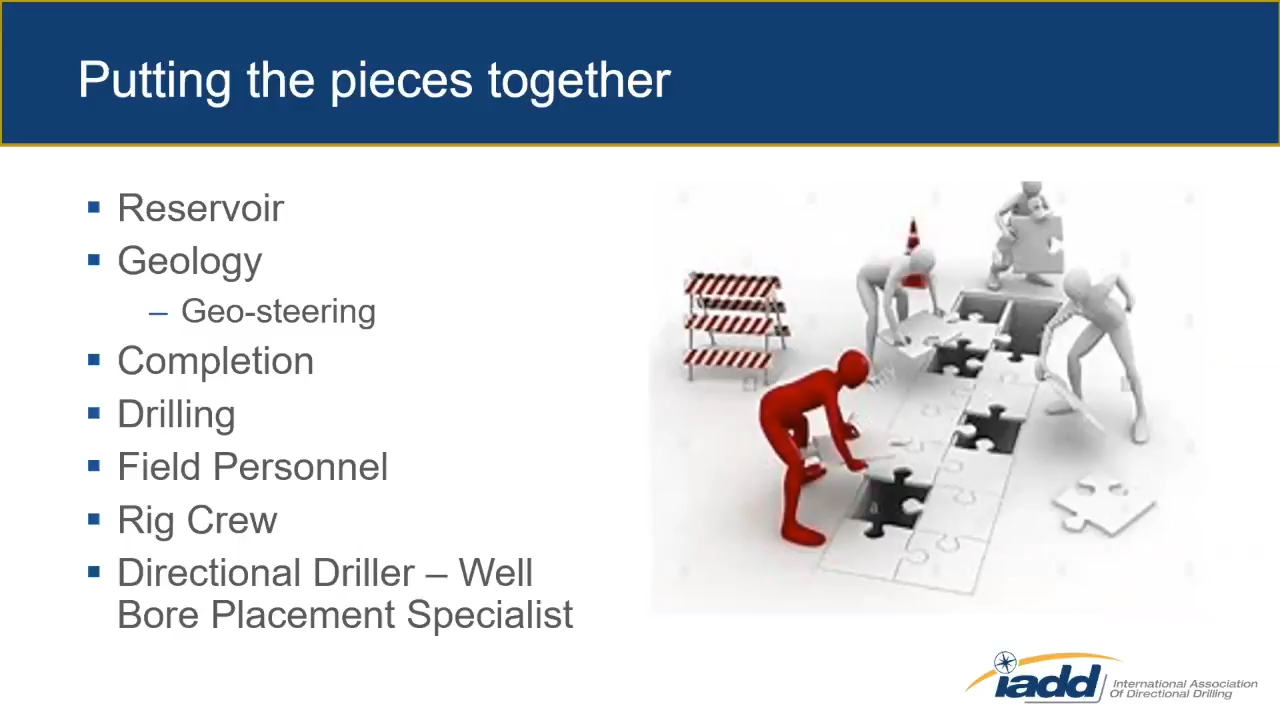 Putting the pieces together
Reservoir
Geology
– Geo-steering
Completion
Drilling
Field Personnel
Rig Crew
Directional Driller – Well
Bore Placement Specialist
iadd
International Association
Of Directional Drilling